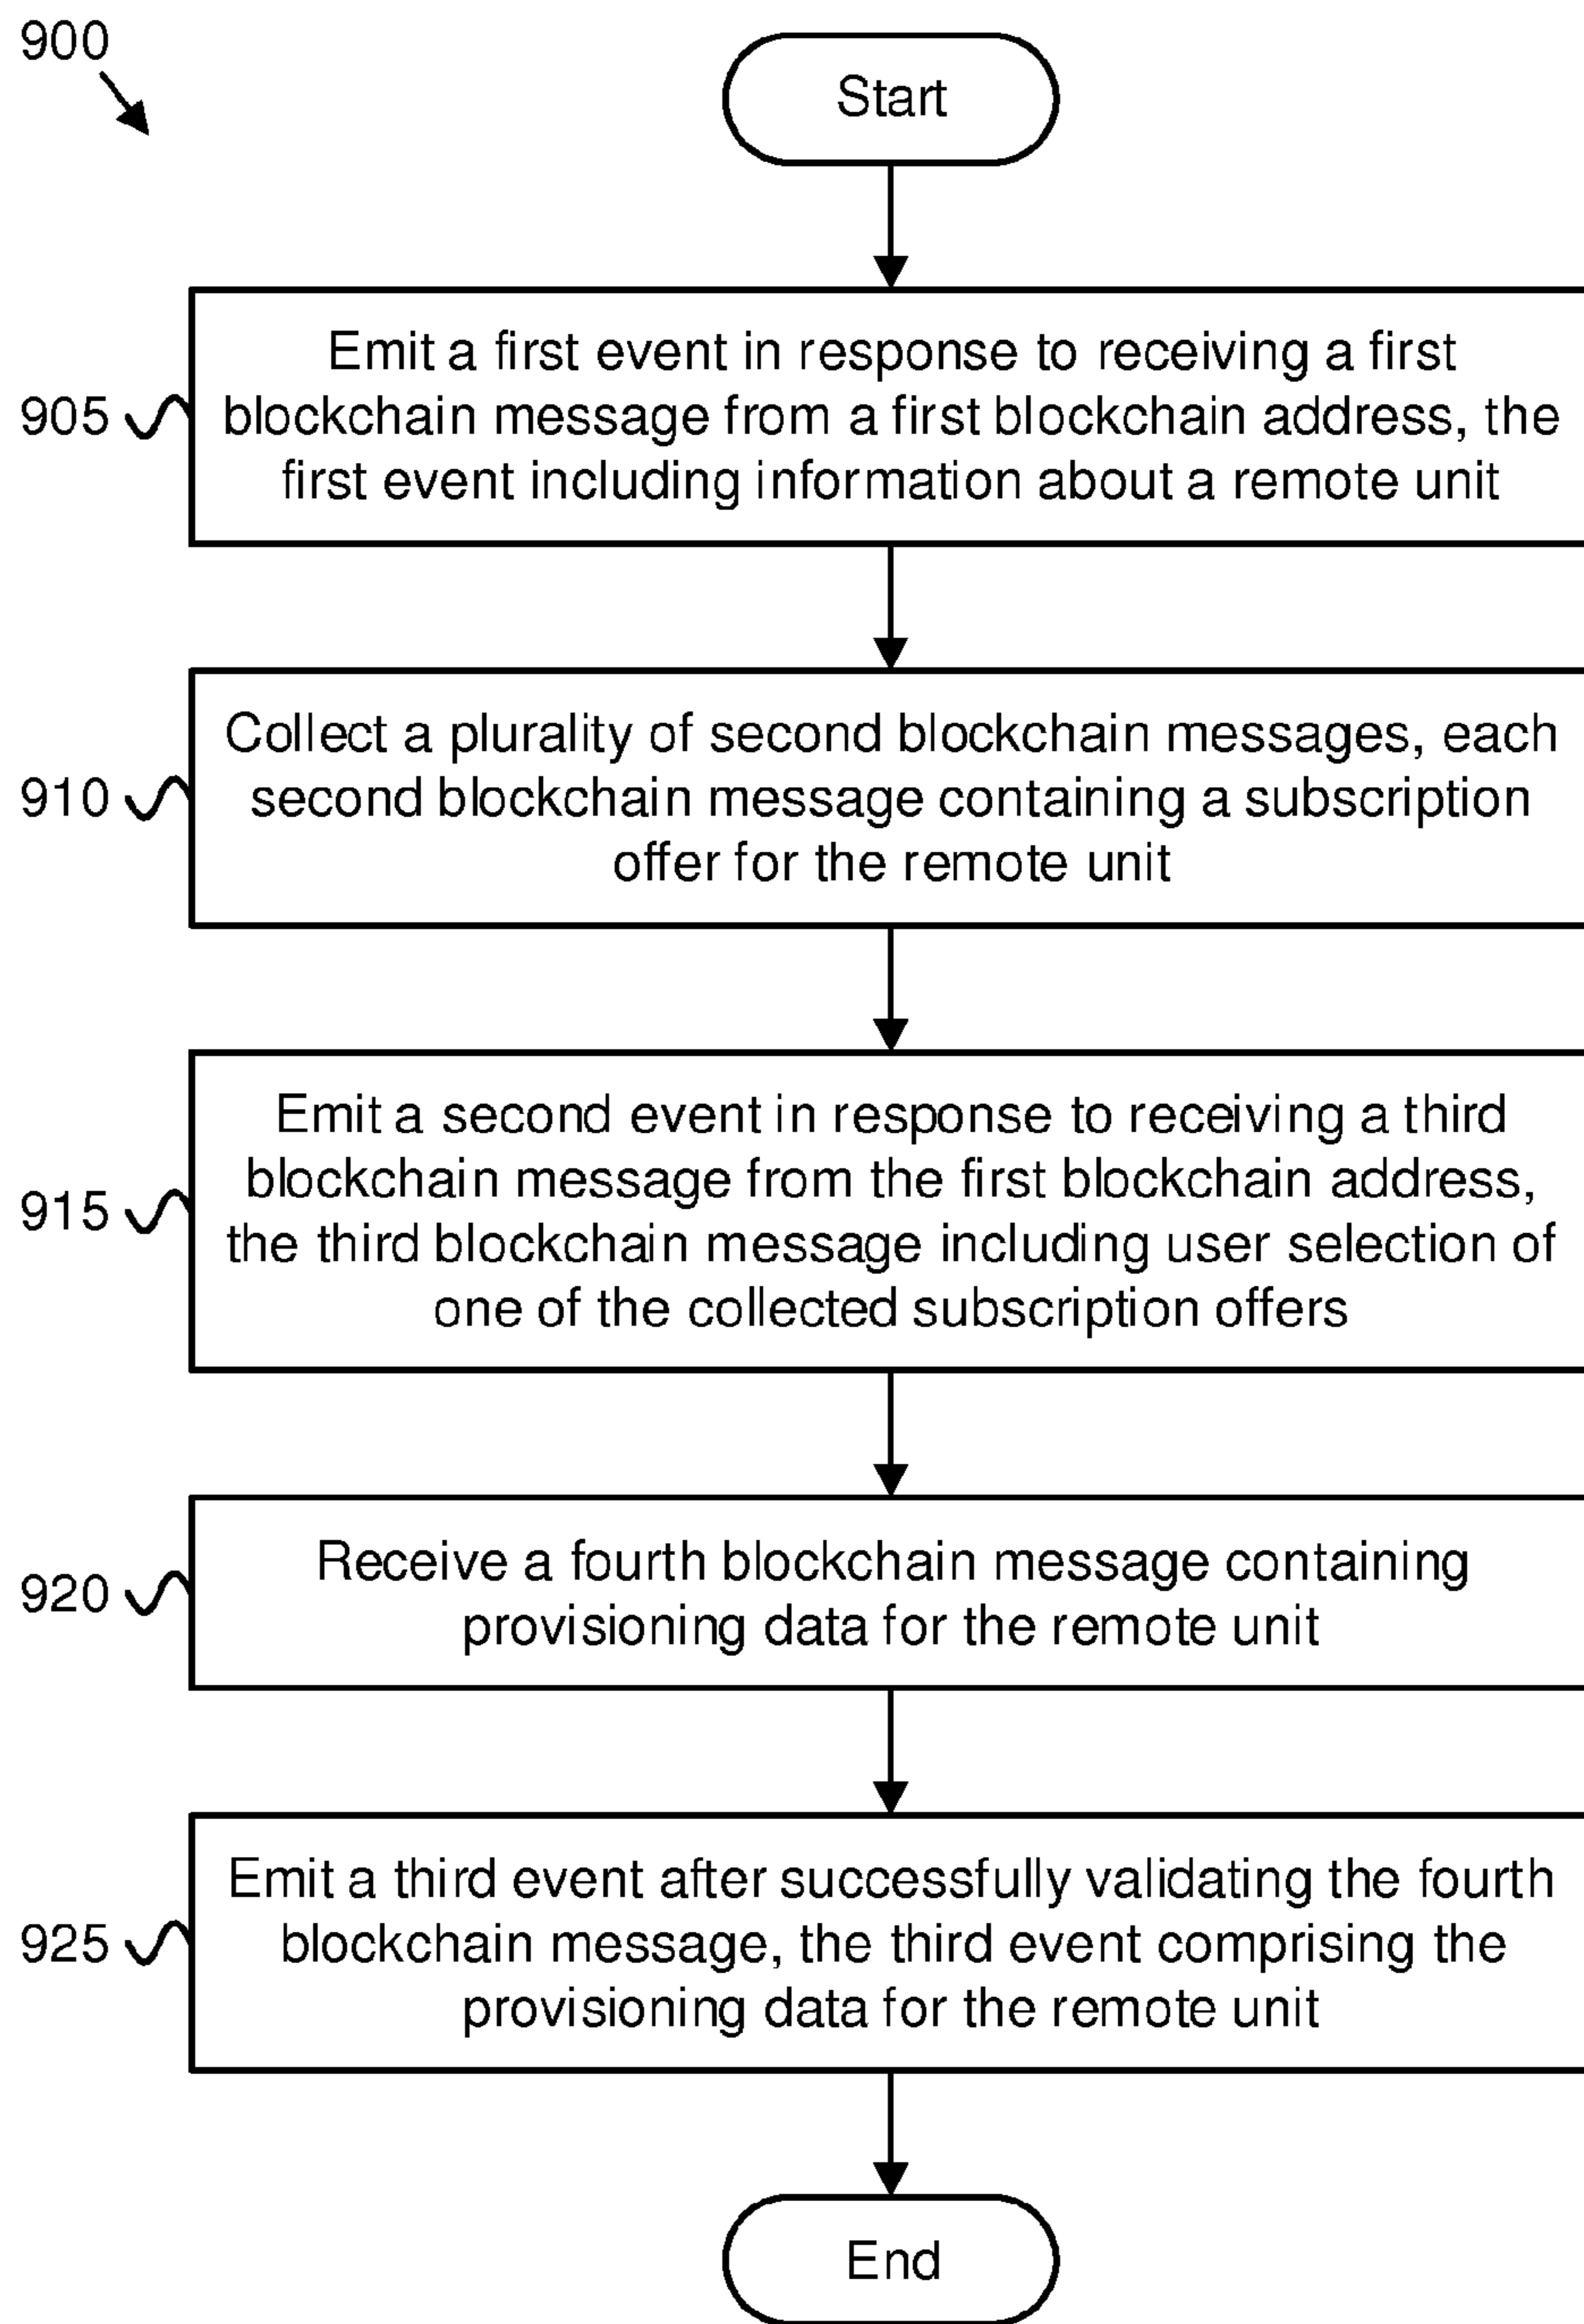 900
Start
905
Emit a first event in response to receiving a first
blockchain message from a first blockchain address, the
first event including information about a remote unit
910
Collect a plurality of second blockchain messages, each
second blockchain message containing a subscription
offer for the remote unit
915
Emit a second event in response to receiving a third
blockchain message from the first blockchain address,
the third blockchain message including user selection of
one of the collected subscription offers
920
Receive a fourth blockchain message containing
provisioning data for the remote unit
925
Emit a third event after successfully validating the fourth
blockchain message, the third event comprising the
provisioning data for the remote unit
End